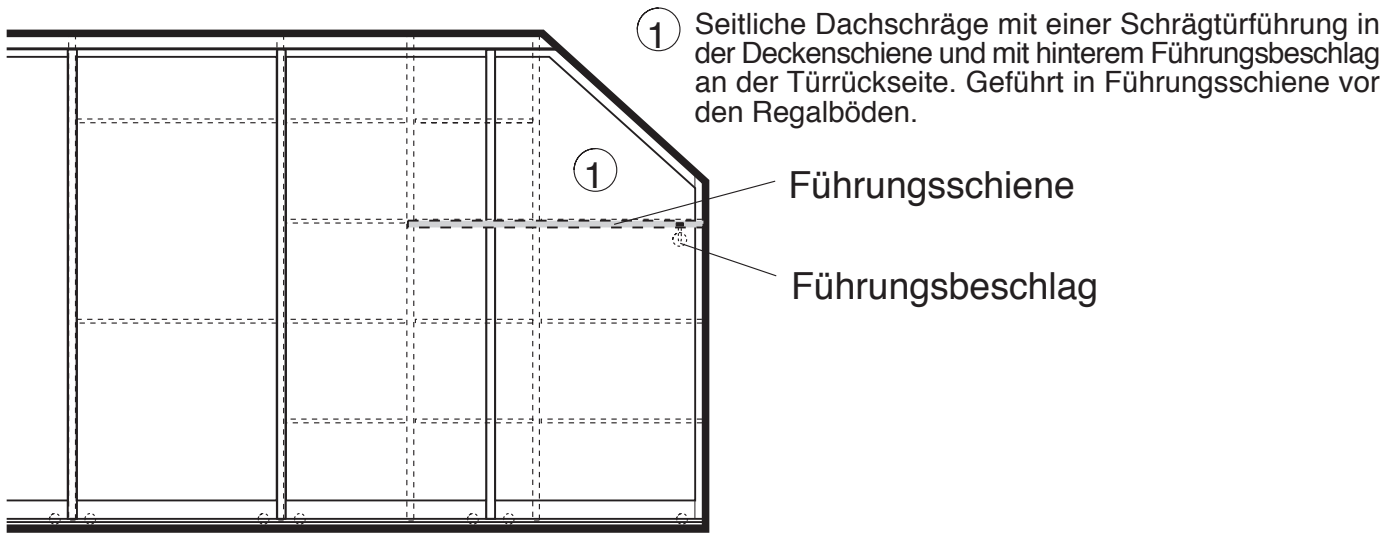 1 Seitliche Dachschräge mit einer Schrägtürführung in
der Deckenschiene und mit hinterem Führungsbeschlag
an der Türrückseite. Geführt in Führungsschiene vor
den Regalböden.
1
Führungsschiene
Führungsbeschlag